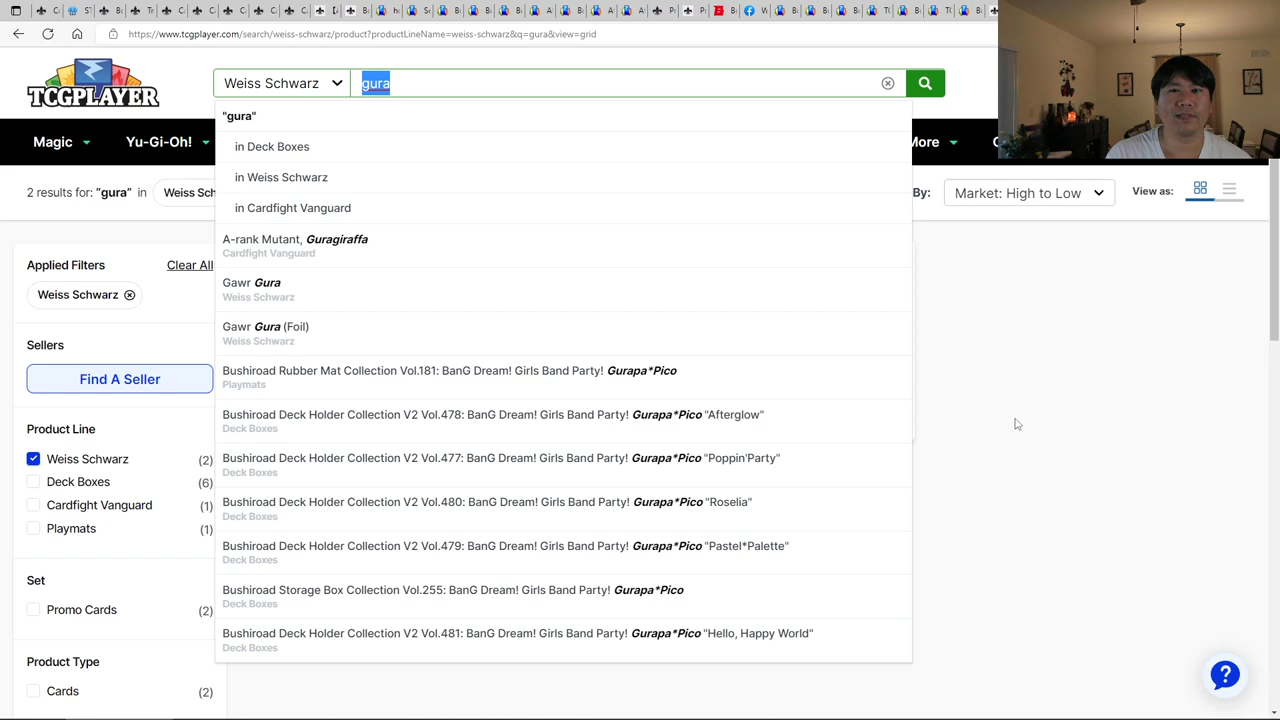 https://www.tcgplayer.com/search/weiss-schwarz/product?productLineName=weiss-schwarz&q=gura&view=grid
TCGPLAYER
Weiss Schwarz
gura
Magic
Yu-Gi-Oh!
More
"gura"
in Deck Boxes
in Weiss Schwarz
in Cardfight Vanguard
A-rank Mutant, Guragiraffa
Cardfight Vanguard
Gawr Gura
Weiss Schwarz
Gawr Gura (Foil)
Weiss Schwarz
Bushiroad Rubber Mat Collection Vol.181: BanG Dream! Girls Band Party! Gurapa*Pico
Playmats
Bushiroad Deck Holder Collection V2 Vol.478: BanG Dream! Girls Band Party! Gurapa*Pico "Afterglow"
Deck Boxes
Bushiroad Deck Holder Collection V2 Vol.477: BanG Dream! Girls Band Party! Gurapa*Pico "Poppin'Party"
Deck Boxes
Bushiroad Deck Holder Collection V2 Vol.480: BanG Dream! Girls Band Party! Gurapa*Pico "Roselia"
Deck Boxes
Bushiroad Deck Holder Collection V2 Vol.479: BanG Dream! Girls Band Party! Gurapa*Pico "Pastel*Palette"
Deck Boxes
Bushiroad Storage Box Collection Vol.255: BanG Dream! Girls Band Party! Gurapa*Pico
Deck Boxes
Bushiroad Deck Holder Collection V2 Vol.481: BanG Dream! Girls Band Party! Gurapa*Pico "Hello, Happy World"
Deck Boxes
2 results for: "gura" in
Weiss Sch
By:
Market: High to Low
View as:
Applied Filters
Clear All
Weiss Schwarz
Sellers
Find A Seller
Product Line
Weiss Schwarz (2)
Deck Boxes (6)
Cardfight Vanguard (1)
Playmats (1)
Set
Promo Cards (2)
Product Type
Cards (2)
?